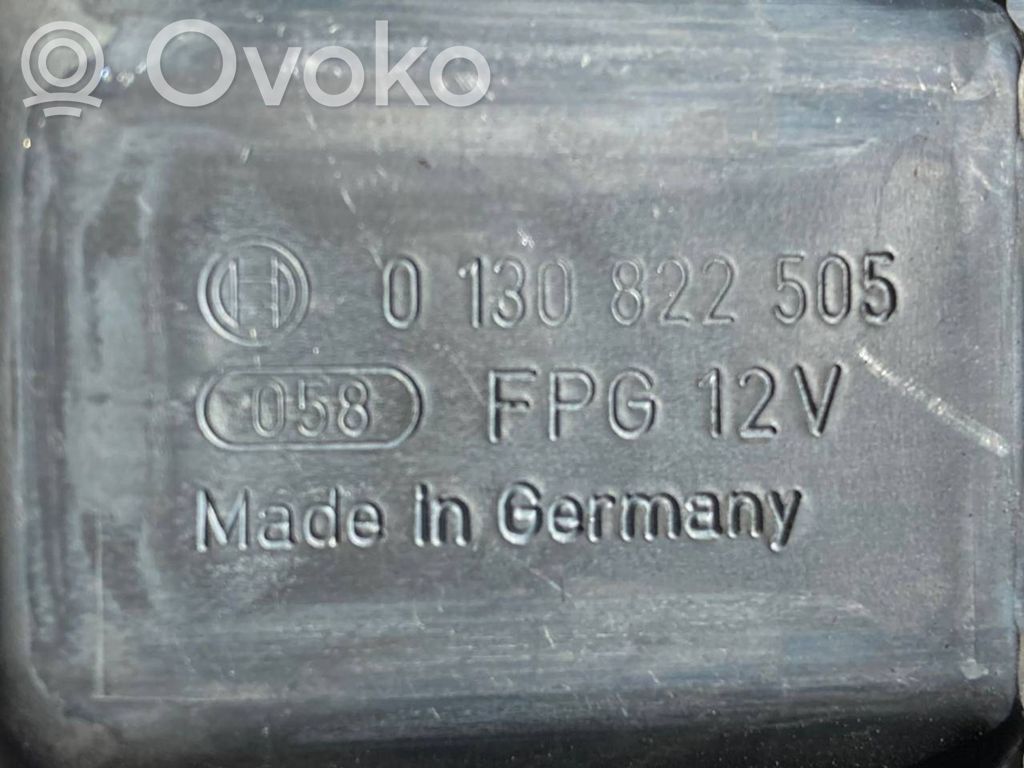 Ovoko
0 130 822 505
058 FPG 12V
Made in Germany